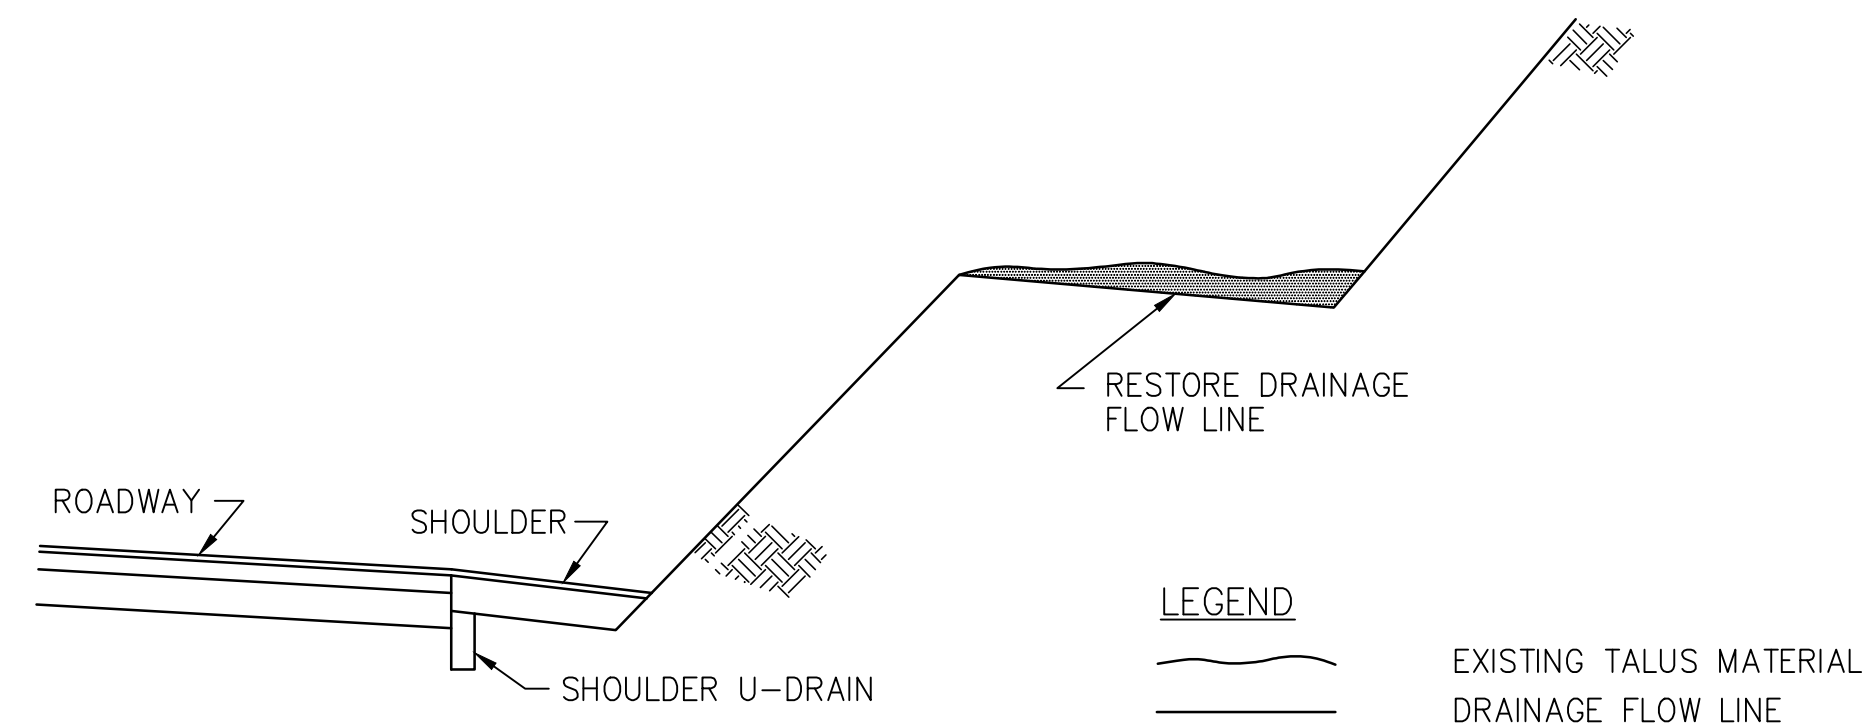 RESTORE DRAINAGE
FLOW LINE
ROADWAY
SHOULDER
SHOULDER U-DRAIN
LEGEND
EXISTING TALUS MATERIAL
DRAINAGE FLOW LINE